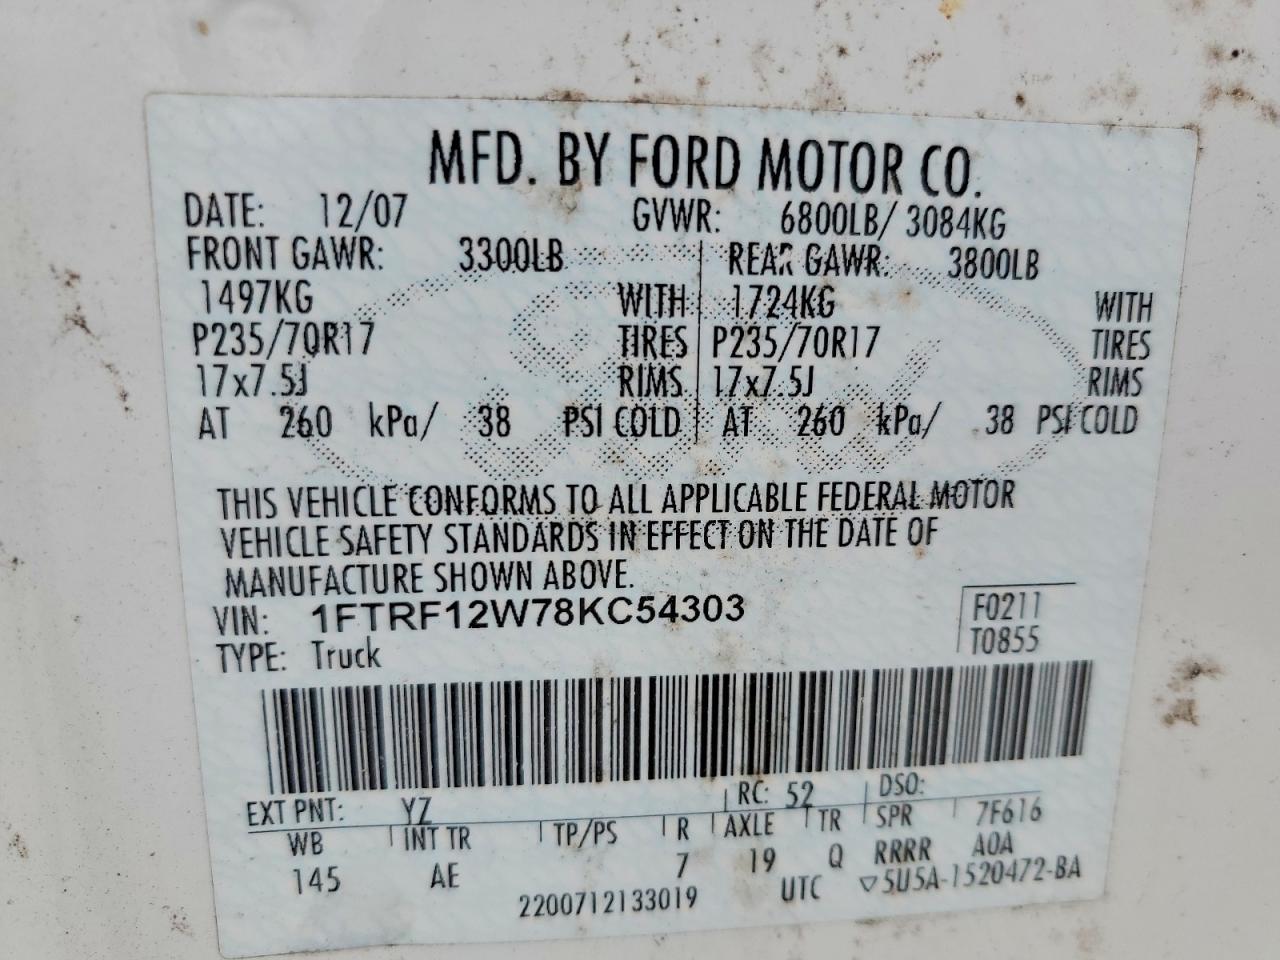 MFD. BY FORD MOTOR CO.
DATE: 12/07 GVWR: 6800LB/ 3084KG
FRONT GAWR: 3300LB REAR GAWR: 3800LB
1497KG WITH 1724KG WITH
P235/70R17 TIRES P235/70R17 TIRES
17x7.5J RIMS 17x7.5J RIMS
AT 260 kPa/ 38 PSI COLD AT 260 kPa/ 38 PSI COLD
THIS VEHICLE CONFORMS TO ALL APPLICABLE FEDERAL MOTOR
VEHICLE SAFETY STANDARDS IN EFFECT ON THE DATE OF
MANUFACTURE SHOWN ABOVE.
VIN: 1FTRF12W78KC54303 F0211
TYPE: Truck T0855
EXT PNT: YZ RC: 52 DSO:
WB INT TR TP/PS R AXLE TR SPR 7F616
145 AE 7 19 Q RRRR A0A
2200712133019 UTC ▽5U5A-1520472-BA